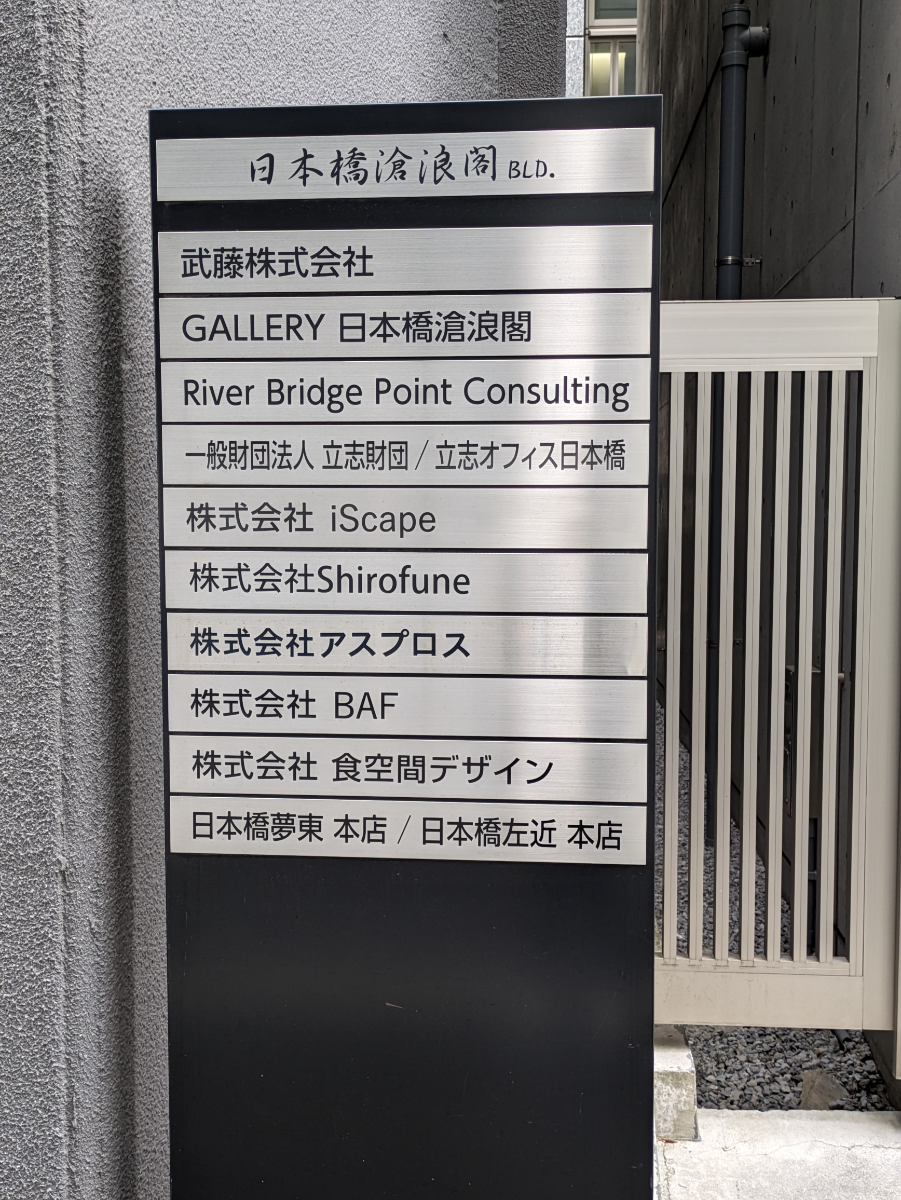 日本橋滄浪閣 BLD.
武藤株式会社
GALLERY 日本橋滄浪閣
River Bridge Point Consulting
一般財団法人 立志財団 / 立志オフィス日本橋
株式会社 iScape
株式会社Shirofune
株式会社アスプロス
株式会社 BAF
株式会社 食空間デザイン
日本橋夢東 本店 / 日本橋左近 本店